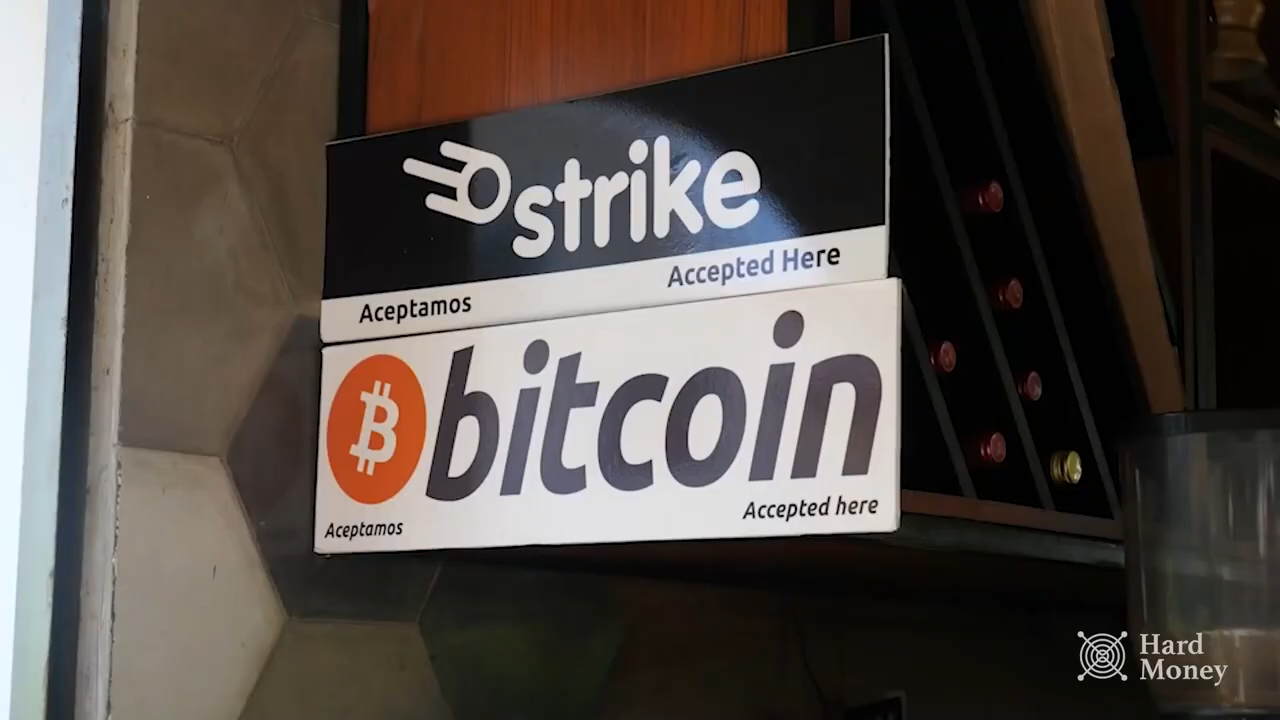 strike
Accepted Here
Aceptamos
bitcoin
Accepted here
Aceptamos
Hard
Money